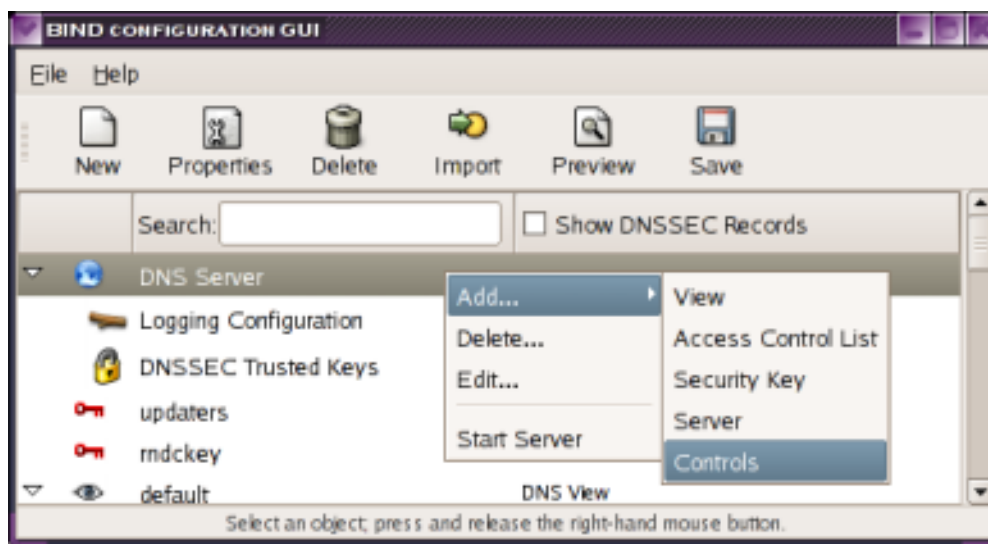 BIND CONFIGURATION GUI
File Help
New Properties Delete Import Preview Save
Search: Show DNSSEC Records
DNS Server
Logging Configuration
DNSSEC Trusted Keys
updaters
rndckey
default DNS View
Add...
Delete...
Edit...
Start Server
View
Access Control List
Security Key
Server
Controls
Select an object; press and release the right-hand mouse button.